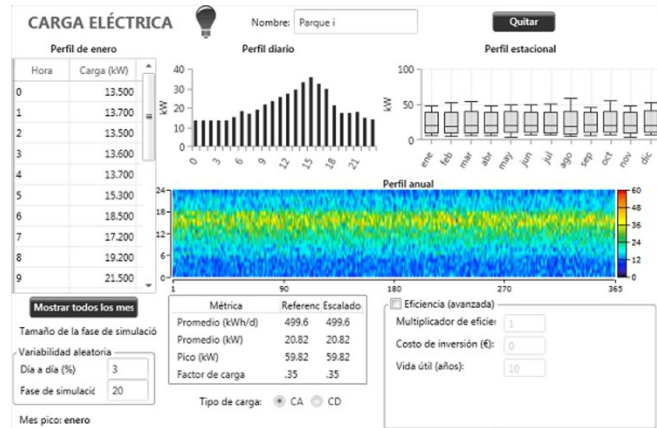 CARGA ELÉCTRICA
Nombre: Parque i
Quitar
Perfil de enero
Hora Carga (kW)
0 13.500
1 13.700
2 13.500
3 13.600
4 13.700
5 15.300
6 18.500
7 17.200
8 19.200
9 21.500
Perfil diario
kW
40
30
20
10
0
0 3 6 9 12 15 18 21
Perfil estacional
kW
100
50
0
ene feb mar abr may jun jul ago sep oct nov dic
Perfil anual
24
18
12
6
0
1 90 180 270 365
60
48
36
24
12
0
Mostrar todos los mes
Tamaño de la fase de simulació
Variabilidad aleatoria
Día a día (%) 3
Fase de simulació 20
Mes pico: enero
Métrica Referenc Escalado
Promedio (kWh/d) 499.6 499.6
Promedio (kW) 20.82 20.82
Pico (kW) 59.82 59.82
Factor de carga .35 .35
Tipo de carga: CA CD
Eficiencia (avanzada)
Multiplicador de eficie 1
Costo de inversión (€): 0
Vida útil (años): 10